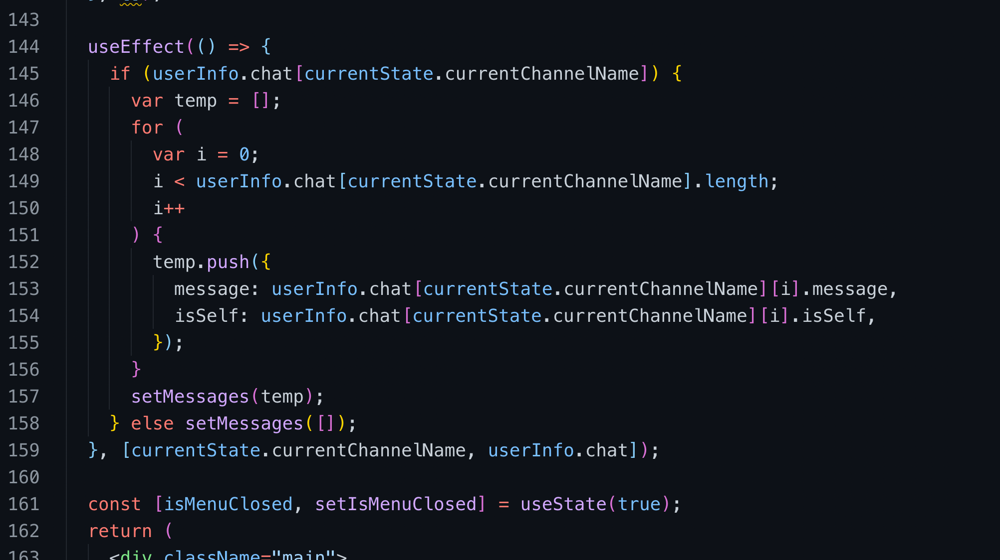 143
144 useEffect(() => {
145 if (userInfo.chat[currentState.currentChannelName]) {
146 var temp = [];
147 for (
148 var i = 0;
149 i < userInfo.chat[currentState.currentChannelName].length;
150 i++
151 ) {
152 temp.push({
153 message: userInfo.chat[currentState.currentChannelName][i].message,
154 isSelf: userInfo.chat[currentState.currentChannelName][i].isSelf,
155 });
156 }
157 setMessages(temp);
158 } else setMessages([]);
159 }, [currentState.currentChannelName, userInfo.chat]);
160
161 const [isMenuClosed, setIsMenuClosed] = useState(true);
162 return (
163 <div className="main">